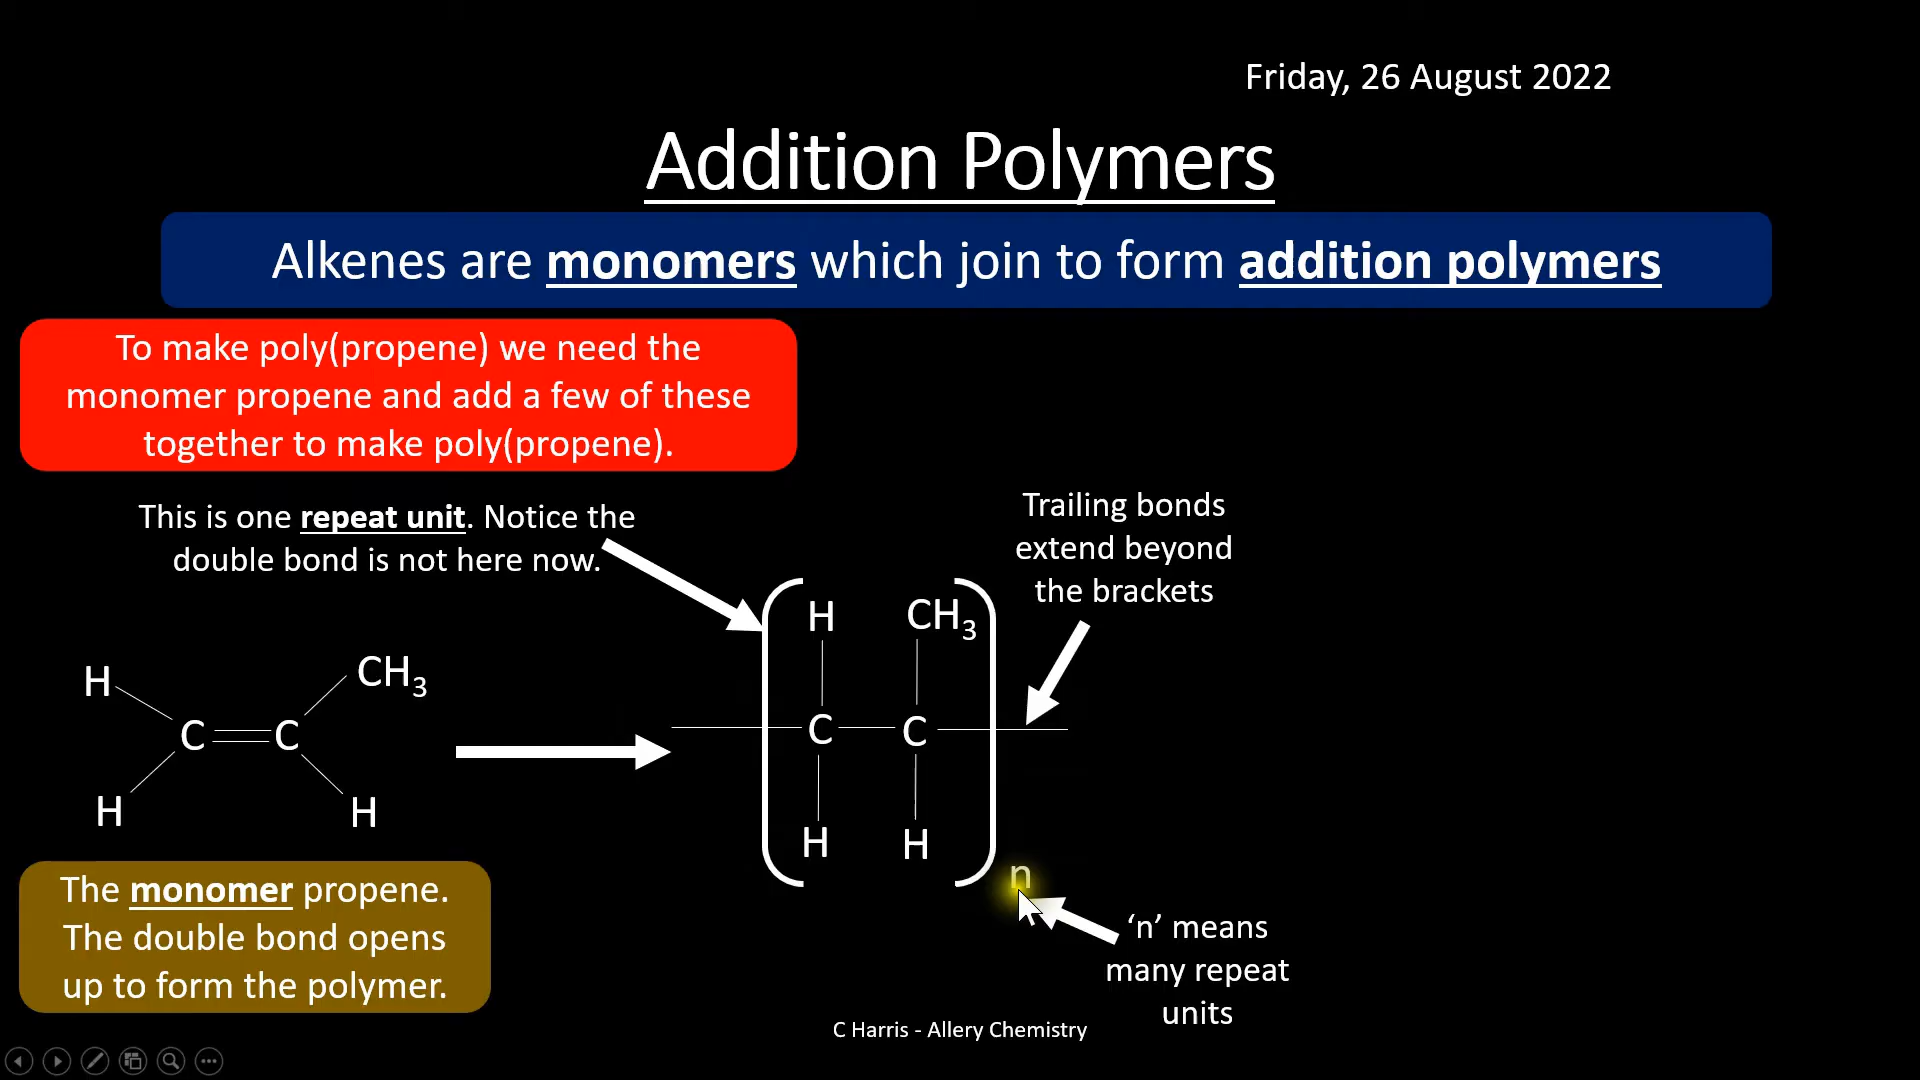 Friday, 26 August 2022
Addition Polymers
Alkenes are monomers which join to form addition polymers
To make poly(propene) we need the
monomer propene and add a few of these
together to make poly(propene).
This is one repeat unit. Notice the
double bond is not here now.
Trailing bonds
extend beyond
the brackets
H CH₃
C C
H H
H CH₃
C C
H H
n
The monomer propene.
The double bond opens
up to form the polymer.
‘n’ means
many repeat
units
C Harris - Allery Chemistry